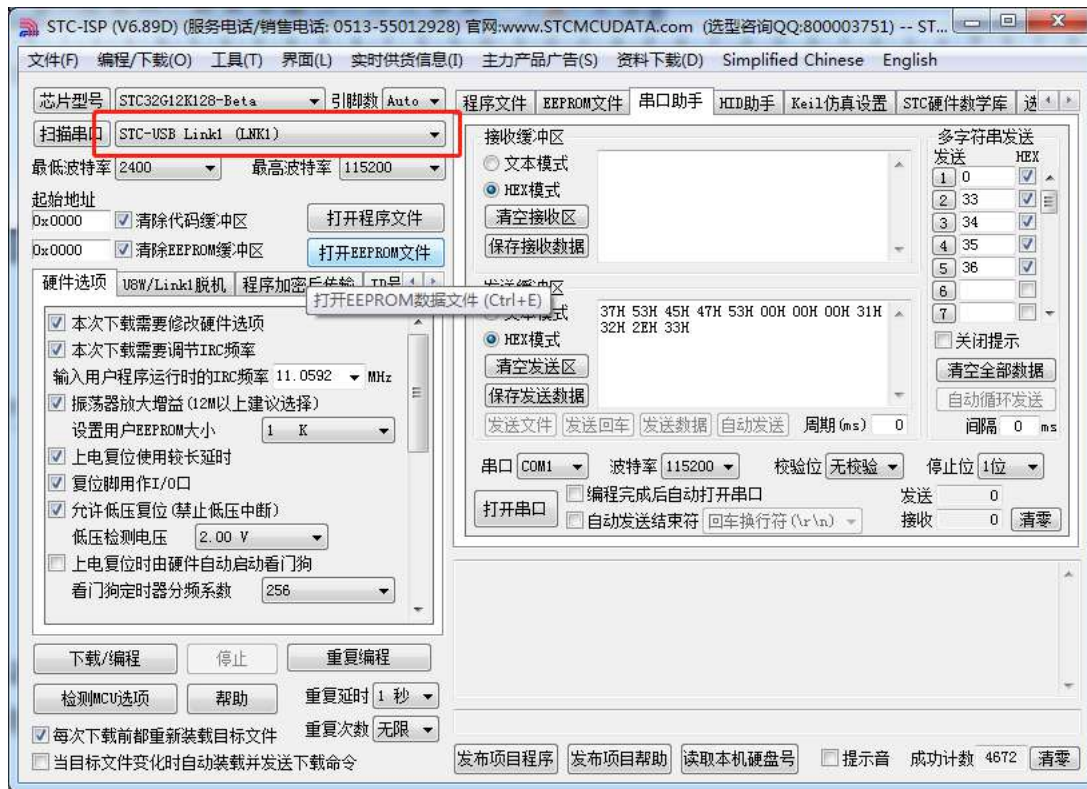 STC-ISP (V6.89D) (服务电话/销售电话: 0513-55012928) 官网:www.STCMCUDATA.com (选型咨询QQ:800003751) -- ST...
文件(F) 编程/下载(O) 工具(T) 界面(L) 实时供货信息(I) 主力产品广告(S) 资料下载(D) Simplified Chinese English
芯片型号 STC32G12K128-Beta 引脚数 Auto
扫描串口 STC-USB Link1 (LNK1)
最低波特率 2400 最高波特率 115200
起始地址
0x0000 清除代码缓冲区 打开程序文件
0x0000 清除EEPROM缓冲区 打开EEPROM文件
硬件选项 U8W/Link1脱机 程序加密后传输 ID号
打开EEPROM数据文件 (Ctrl+E)
本次下载需要修改硬件选项
本次下载需要调节IRC频率
输入用户程序运行时的IRC频率 11.0592 MHz
振荡器放大增益(12M以上建议选择)
设置用户EEPROM大小 1 K
上电复位使用较长延时
复位脚用作I/O口
允许低压复位(禁止低压中断)
低压检测电压 2.00 V
上电复位时由硬件自动启动看门狗
看门狗定时器分频系数 256
下载/编程 停止 重复编程
检测MCU选项 帮助 重复延时 1 秒
每次下载前都重新装载目标文件 重复次数 无限
当目标文件变化时自动装载并发送下载命令
程序文件 EEPROM文件 串口助手 HID助手 Keil仿真设置 STC硬件数学库
接收缓冲区
文本模式
HEX模式
清空接收区
保存接收数据
发送缓冲区
文本模式
HEX模式
清空发送区
保存发送数据
37H 53H 45H 47H 53H 00H 00H 00H 31H
32H 2EH 33H
发送文件 发送回车 发送数据 自动发送 周期(ms) 0
多字符串发送
发送 HEX
1 0
2 33
3 34
4 35
5 36
6
7
关闭提示
清空全部数据
自动循环发送
间隔 0 ms
串口 COM1 波特率 115200 校验位 无校验 停止位 1位
打开串口 编程完成后自动打开串口 发送 0
自动发送结束符 回车换行符(\r\n) 接收 0 清零
发布项目程序 发布项目帮助 读取本机硬盘号 提示音 成功计数 4672 清零